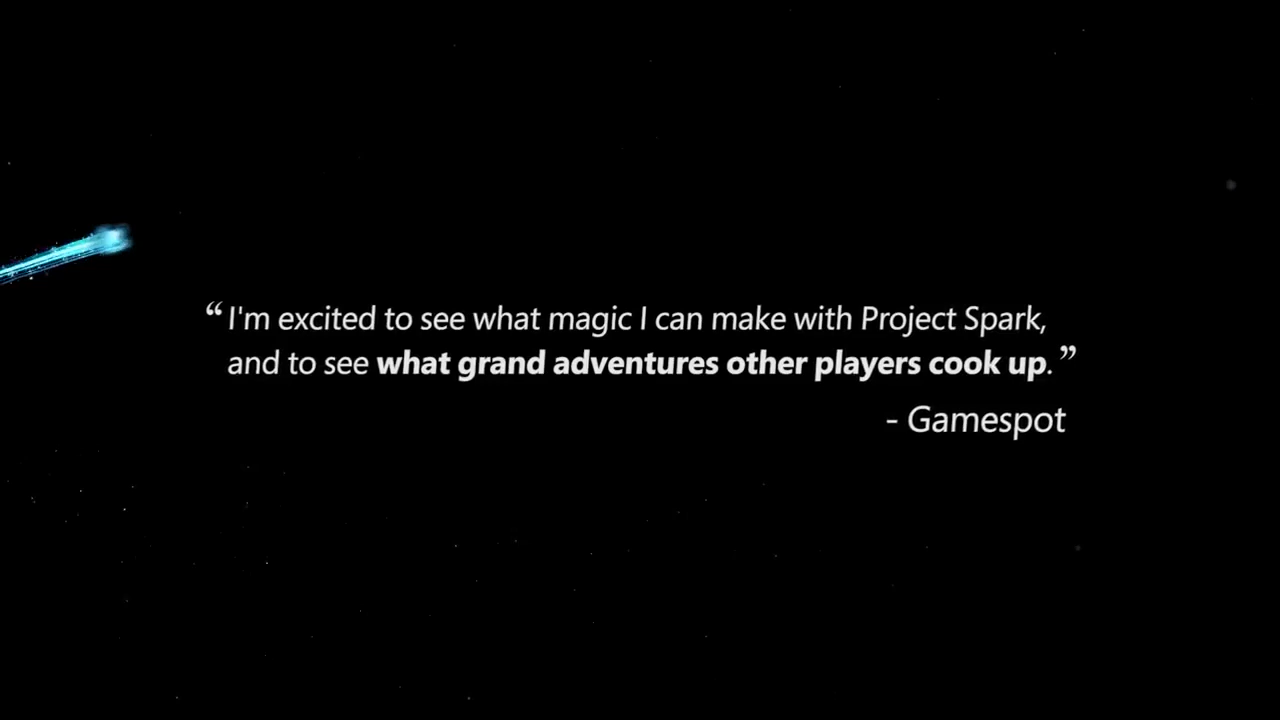 “I'm excited to see what magic I can make with Project Spark,
and to see what grand adventures other players cook up.”
- Gamespot